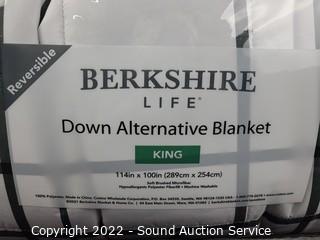 Reversible
BERKSHIRE
LIFE®
Down Alternative Blanket
KING
114in x 100in (289cm x 254cm)
Soft Brushed Microfiber
Hypoallergenic Polyester Fiberfill • Machine Washable
Copyright 2022 - Sound Auction Service